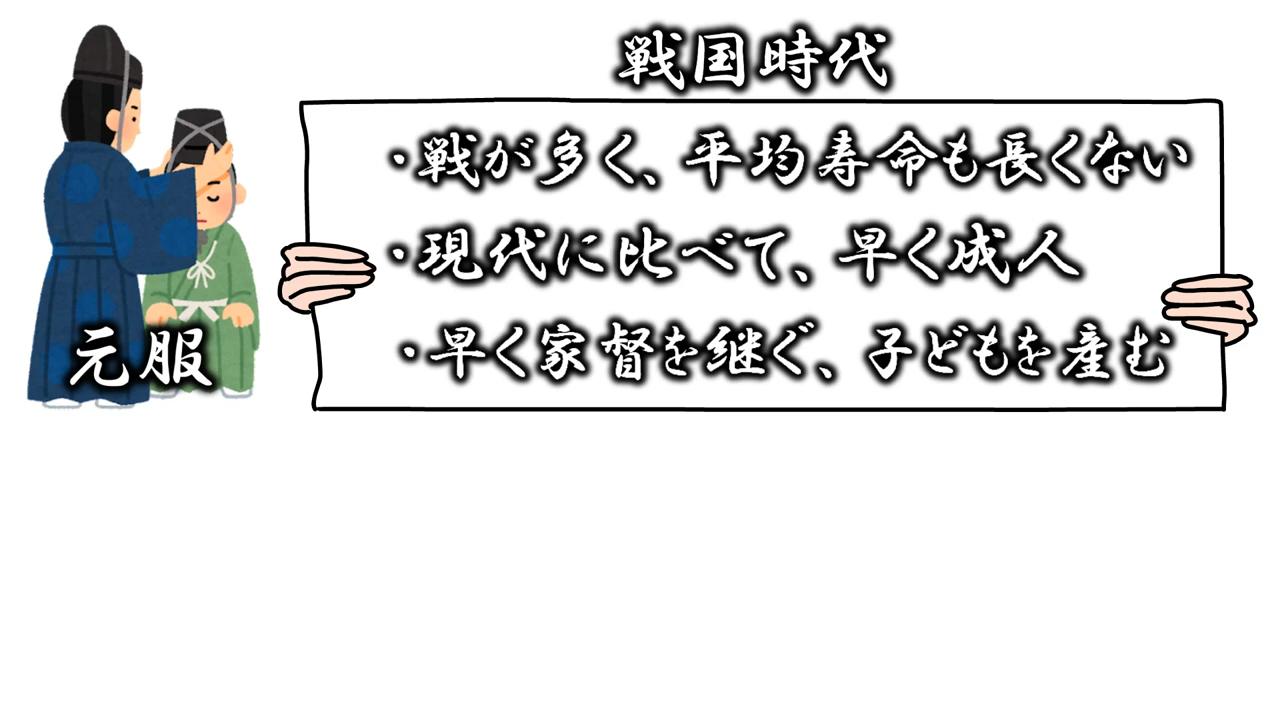 戦国時代
・戦が多く、平均寿命も長くない
・現代に比べて、早く成人
・早く家督を継ぐ、子どもを産む
元服